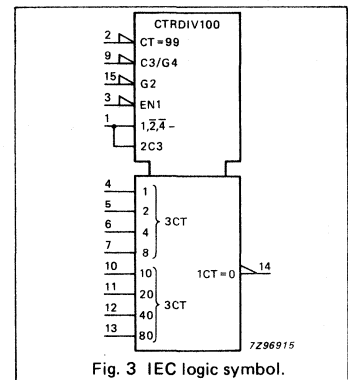 CTRDIV100
2 CT=99
9 C3/G4
15 G2
3 EN1
1 1,2̅,4̅ −
2C3
4 1
5 2
3CT
6 4
7 8
10 10 1CT=0 14
11 20
3CT
12 40
13 80
7Z96915
Fig. 3 IEC logic symbol.